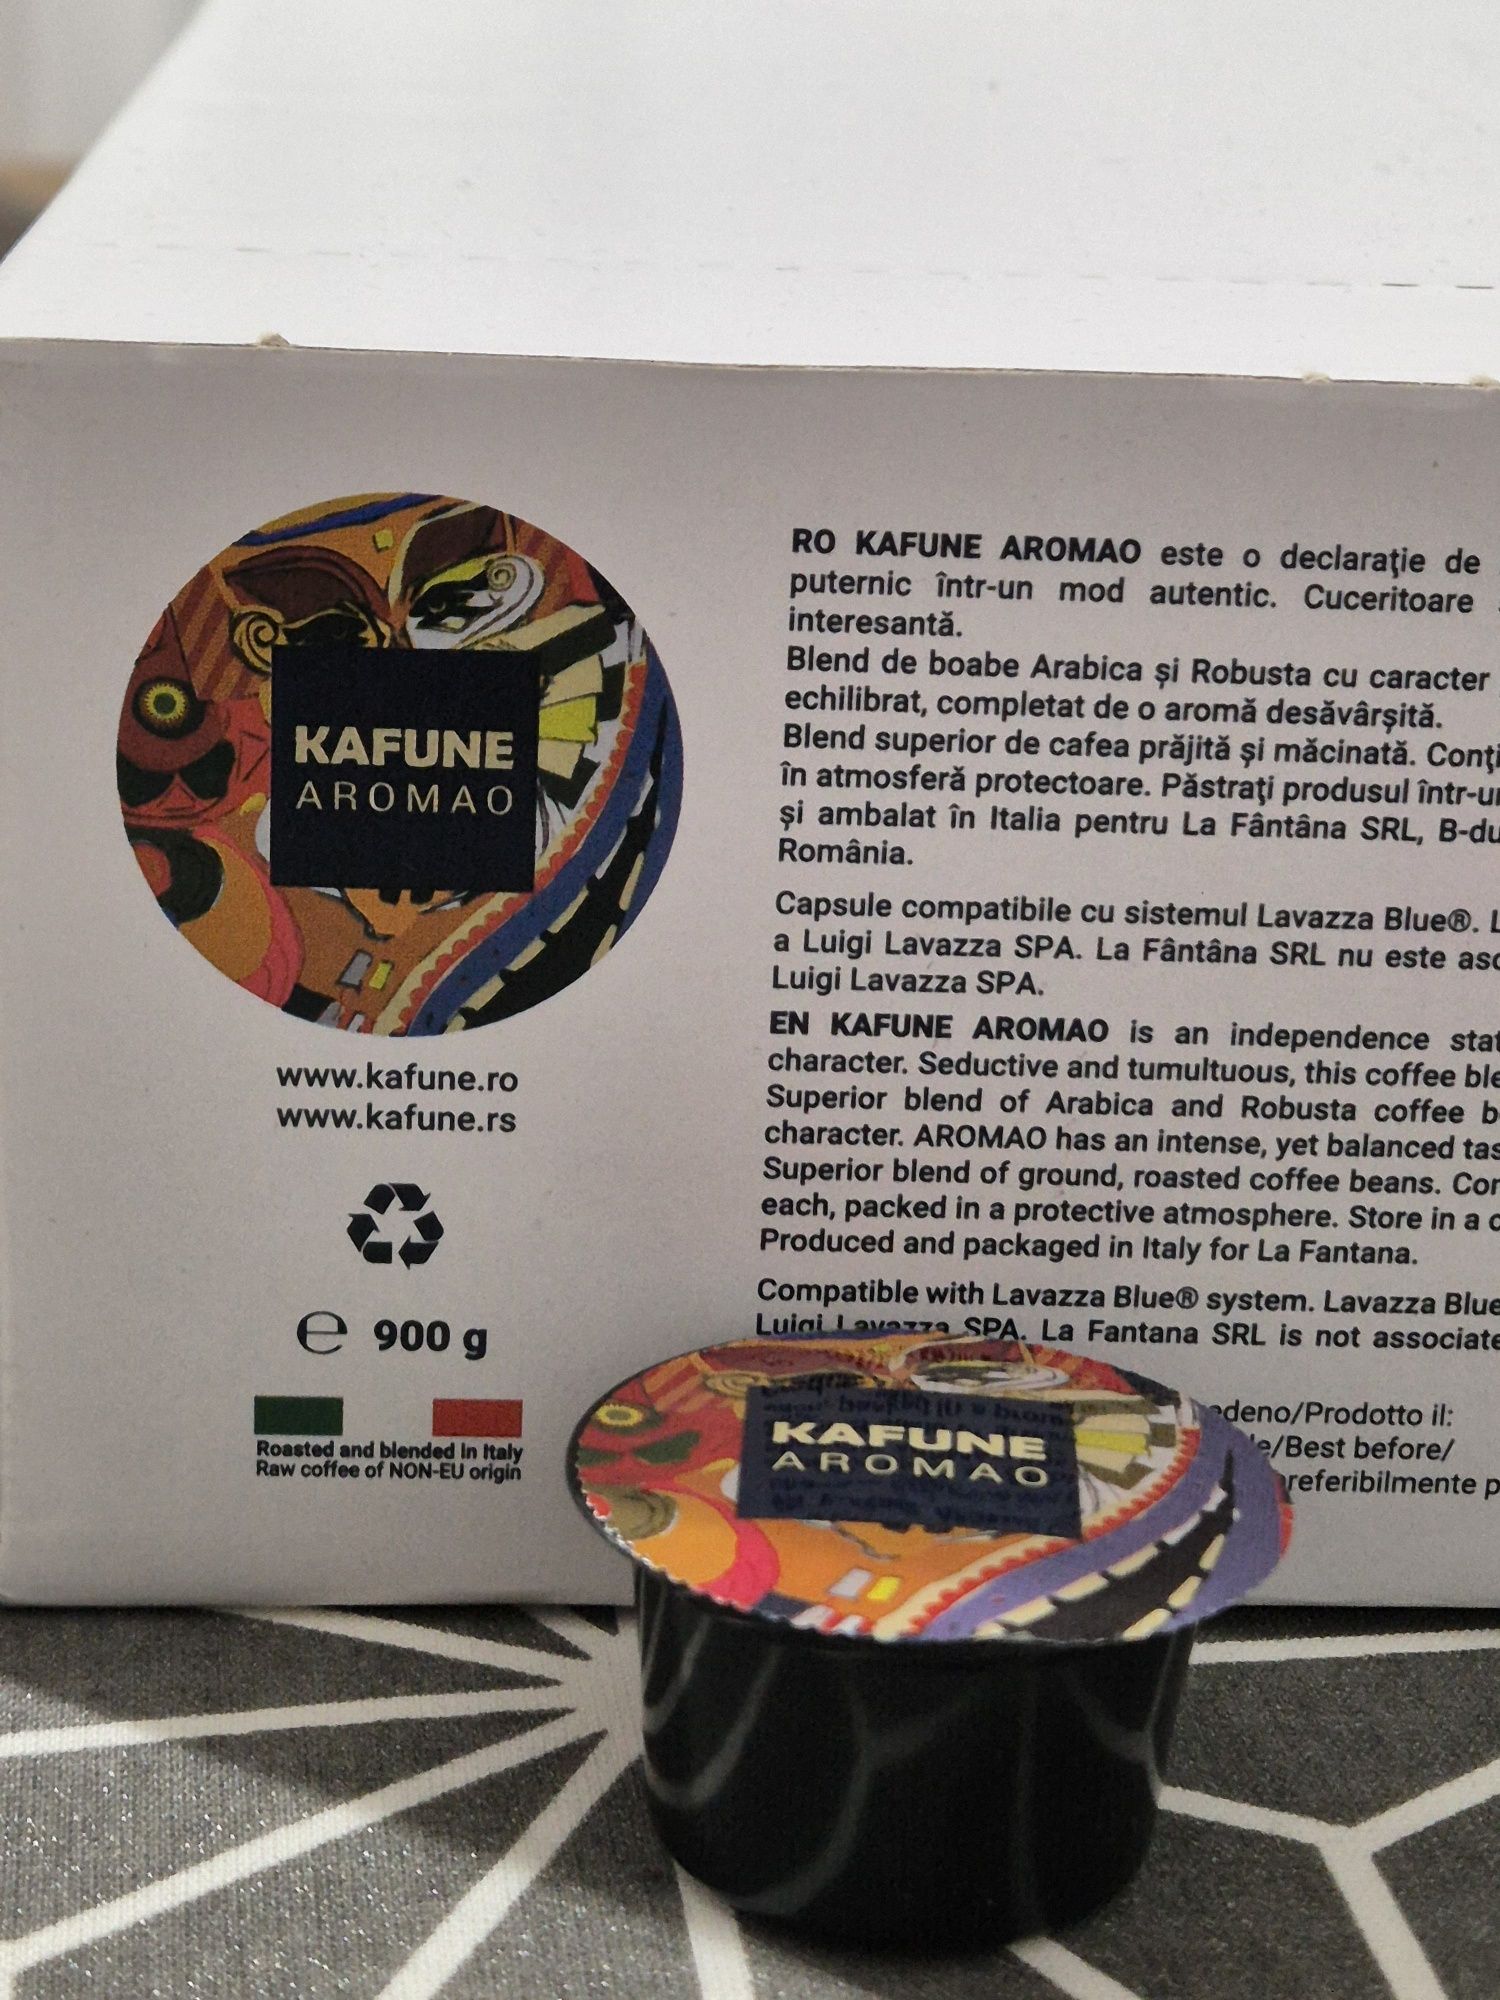 KAFUNE
AROMAO
www.kafune.ro
www.kafune.rs
℮ 900 g
Roasted and blended in Italy
Raw coffee of NON-EU origin
RO KAFUNE AROMAO este o declaraţie de
puternic într-un mod autentic. Cuceritoare
interesantă.
Blend de boabe Arabica și Robusta cu caracter
echilibrat, completat de o aromă desăvârșită.
Blend superior de cafea prăjită și măcinată.
în atmosferă protectoare. Păstraţi produsul
și ambalat în Italia pentru La Fântâna SRL,
România.
Capsule compatibile cu sistemul Lavazza Blue®.
a Luigi Lavazza SPA. La Fântâna SRL nu este
Luigi Lavazza SPA.
EN KAFUNE AROMAO is an independence
character. Seductive and tumultuous, this coffee
Superior blend of Arabica and Robusta coffee
character. AROMAO has an intense, yet balanced
Superior blend of ground, roasted coffee beans.
each, packed in a protective atmosphere. Store in a
Produced and packaged in Italy for La Fantana.
Compatible with Lavazza Blue® system. Lavazza Blue
Luigi Lavazza SPA. La Fantana SRL is not
/Prodotto il:
/Best before/
preferibilmente
KAFUNE
AROMAO